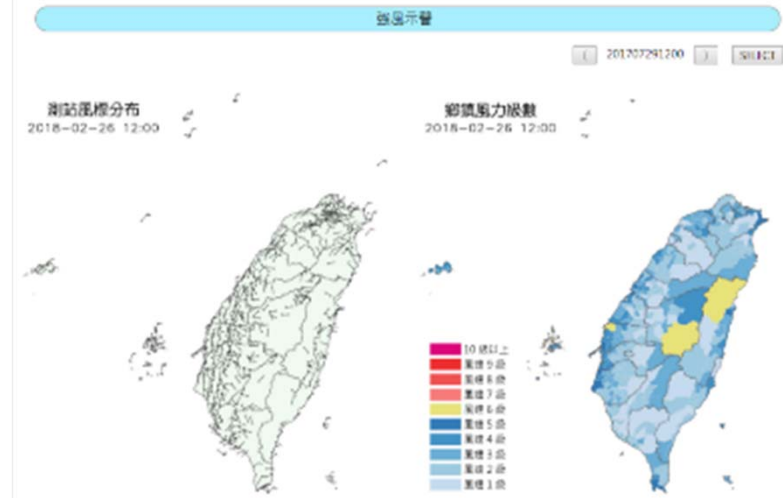 強風示警
⟨ 201707291200 ⟩ SELECT
測站風標分布
2018-02-26 12:00
鄉鎮風力級數
2018-02-26 12:00
10級以上
風速9級
風速8級
風速7級
風速6級
風速5級
風速4級
風速3級
風速2級
風速1級